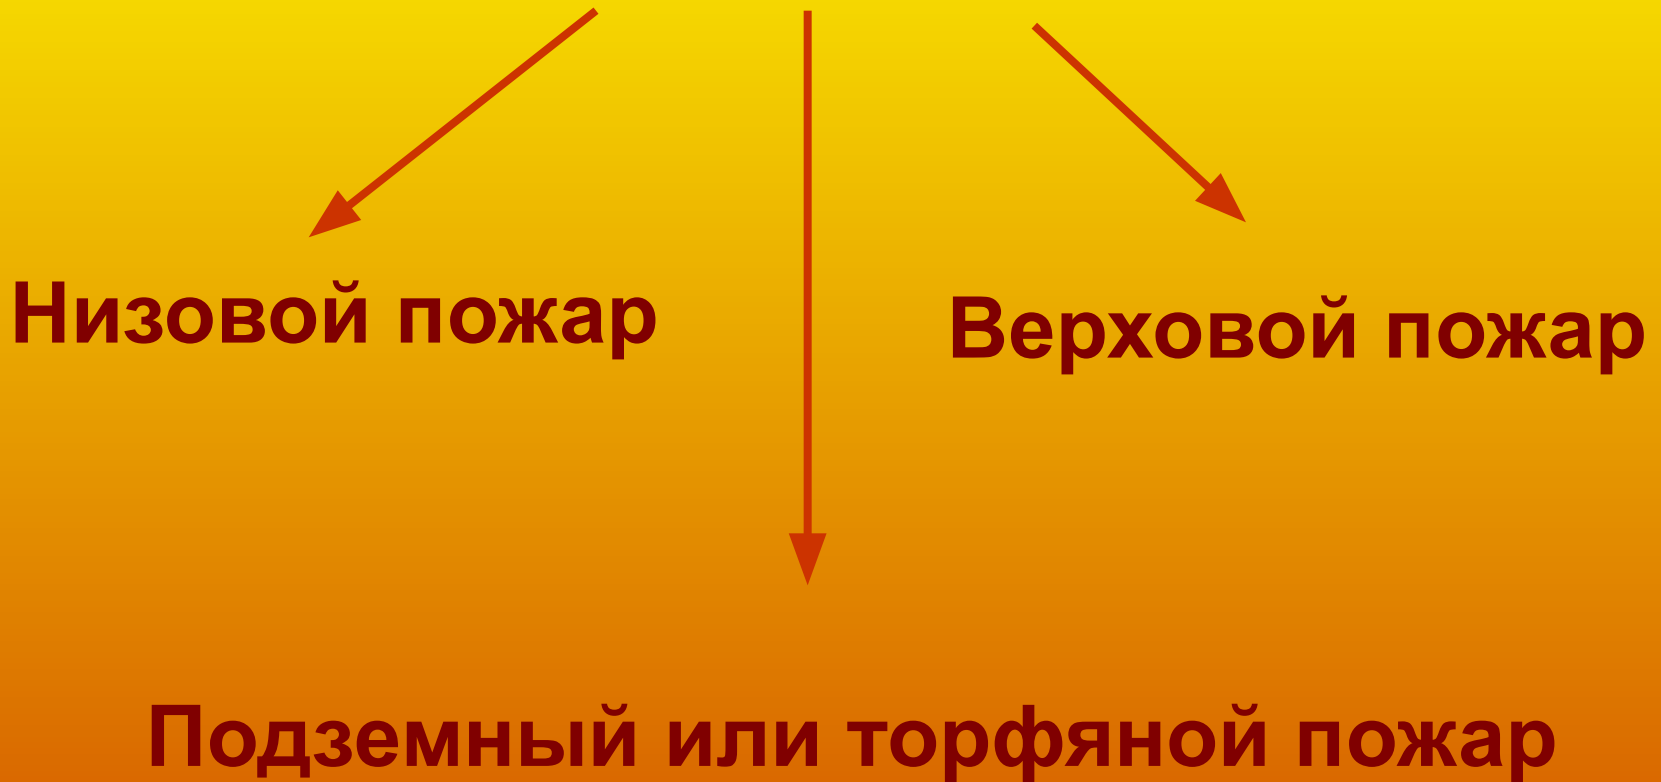 Низовой пожар
Верховой пожар
Подземный или торфяной пожар